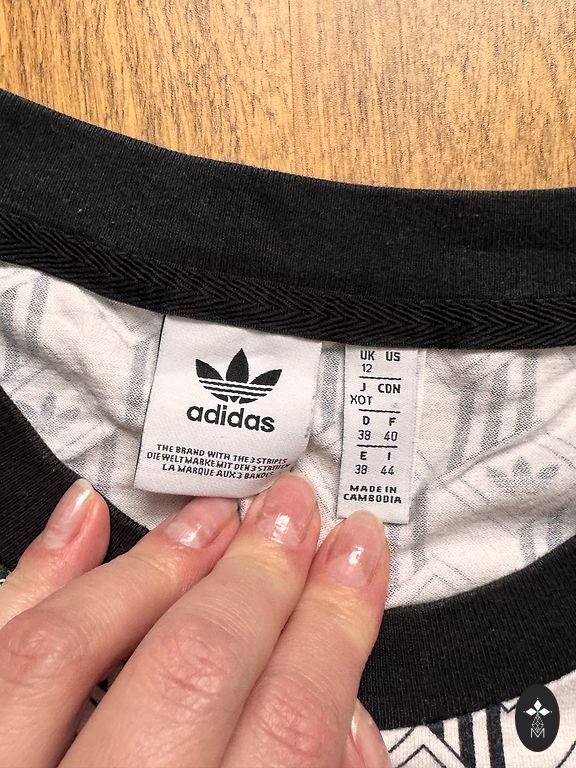 adidas
THE BRAND WITH THE 3 STRIPES
DIE WELTMARKE MIT DEN 3 STREIFEN
LA MARQUE AUX 3 BANDES
UK US
12
J CDN
XOT
D F
38 40
E I
38 44
MADE IN
CAMBODIA
M